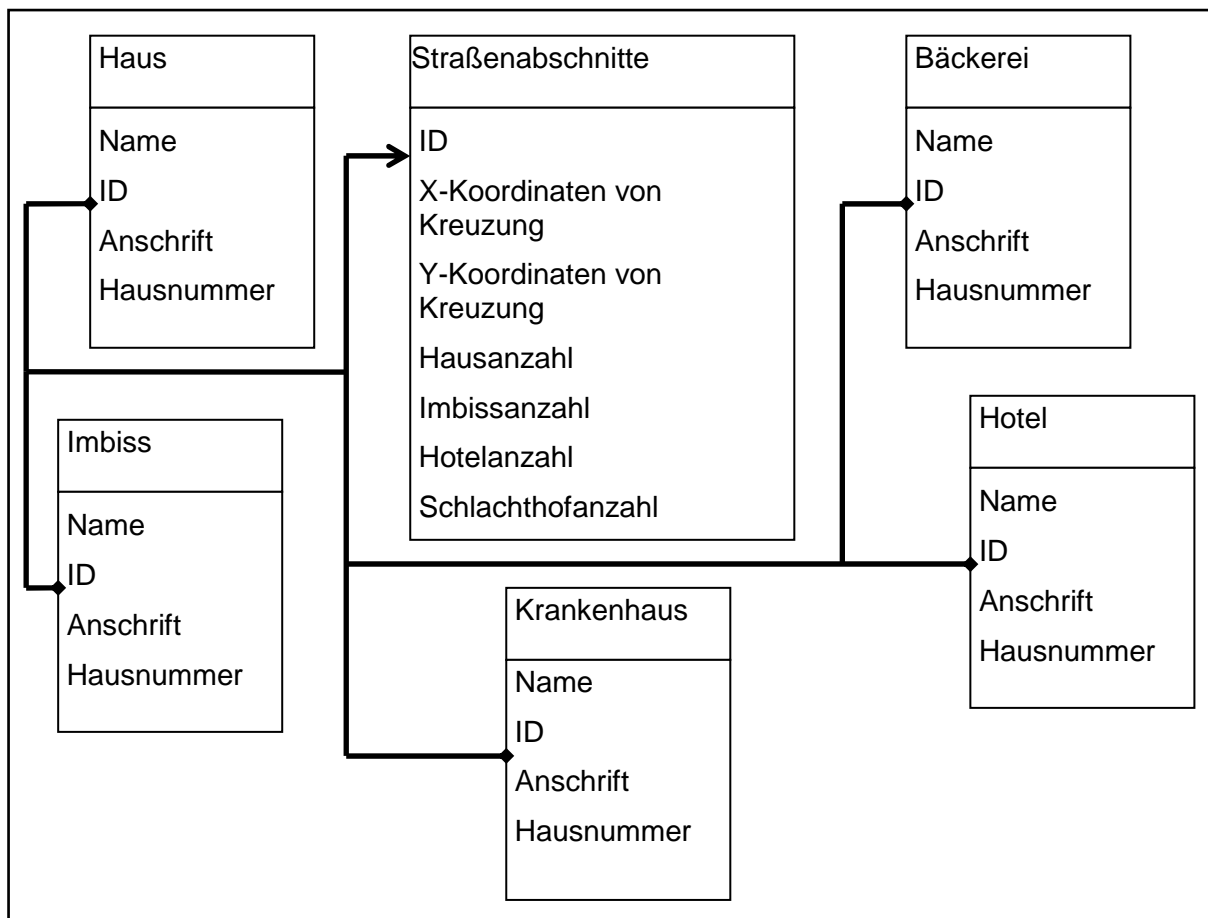 Haus
Name
ID
Anschrift
Hausnummer
Straßenabschnitte
ID
X-Koordinaten von
Kreuzung
Y-Koordinaten von
Kreuzung
Hausanzahl
Imbissanzahl
Hotelanzahl
Schlachthofanzahl
Bäckerei
Name
ID
Anschrift
Hausnummer
Imbiss
Name
ID
Anschrift
Hausnummer
Krankenhaus
Name
ID
Anschrift
Hausnummer
Hotel
Name
ID
Anschrift
Hausnummer